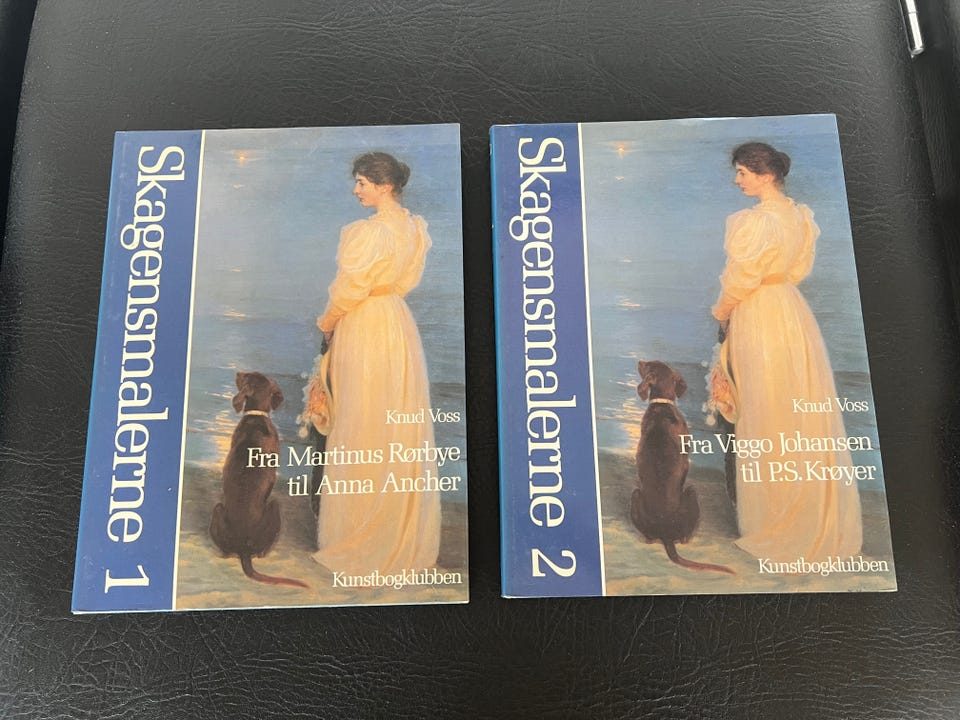 Skagensmalerne 1
Knud Voss
Fra Martinus Rørbye
til Anna Ancher
Kunstbogklubben
Skagensmalerne 2
Knud Voss
Fra Viggo Johansen
til P.S. Krøyer
Kunstbogklubben